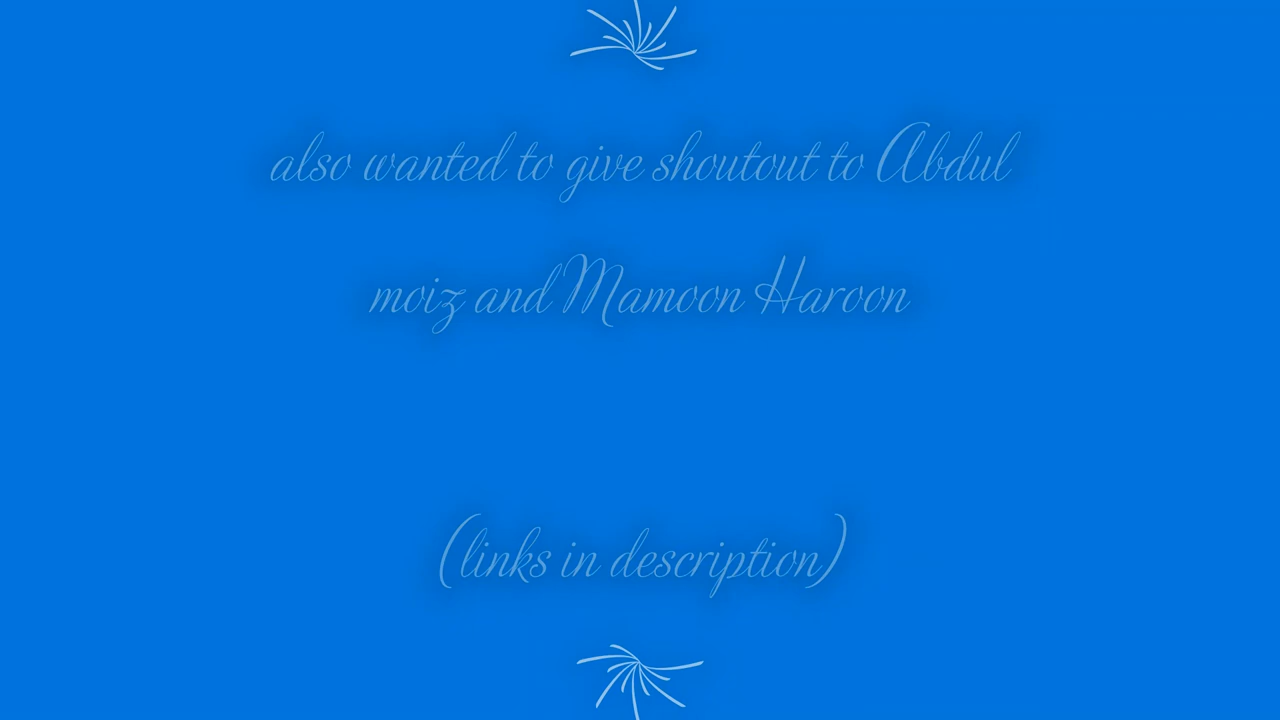 also wanted to give shoutout to Abdul
moiz and Mamoon Haroon
(links in description)